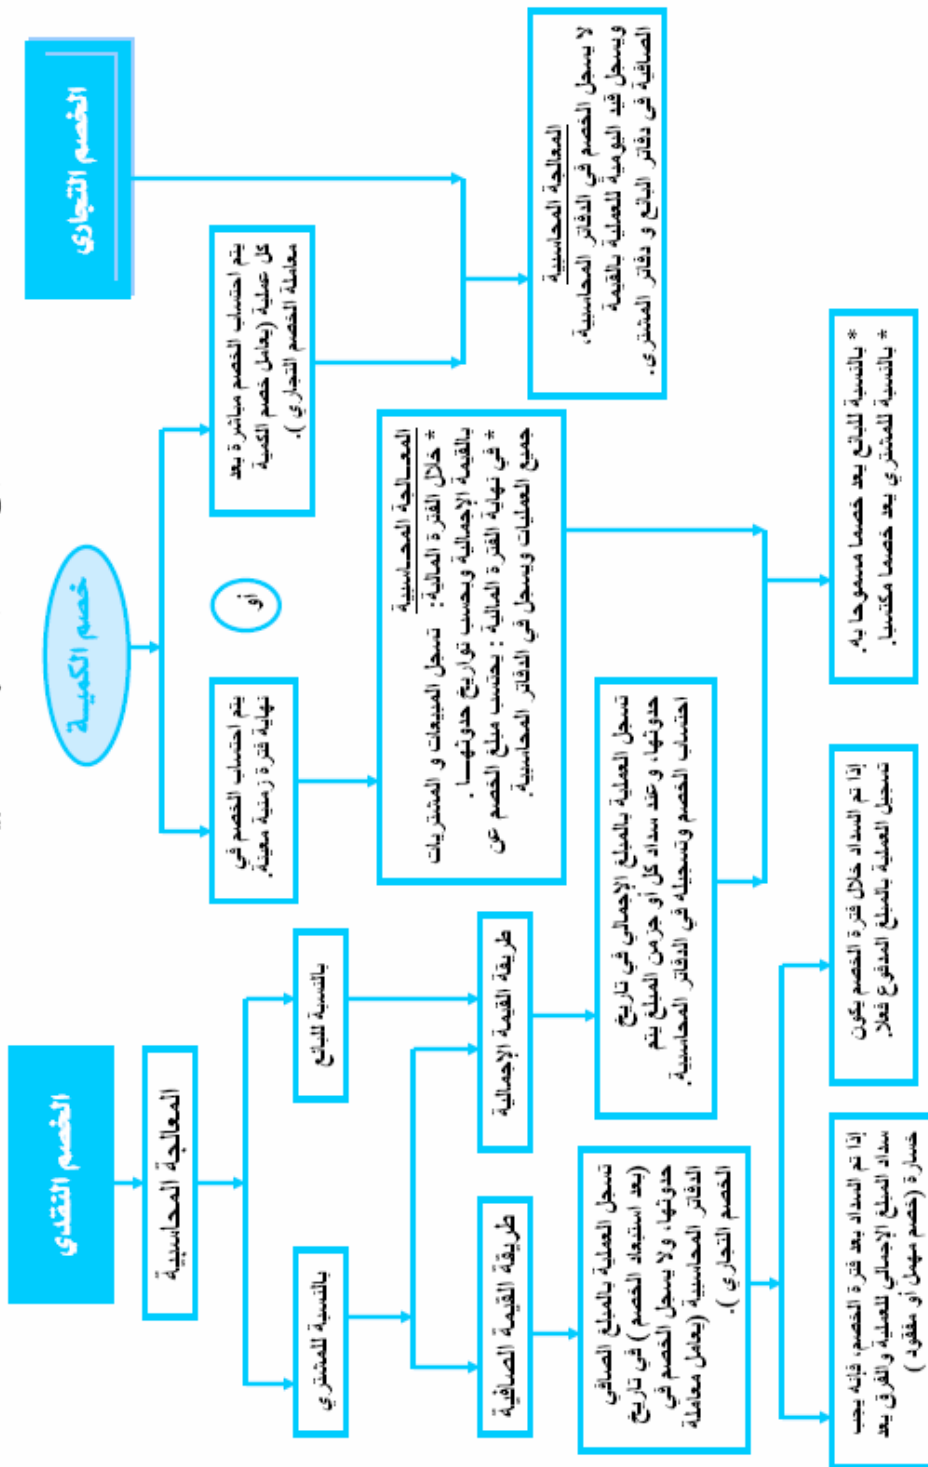 الخصم التجاري
خصم الكمية
الخصم النقدي
يتم احتساب الخصم مباشرة بعد
كل عملية (يعامل خصم الكمية
معاملة الخصم التجاري ).
أو
يتم احتساب الخصم في
نهاية فترة زمنية معينة.
المعالجة المحاسبية
لا يسجل الخصم في الدفاتر المحاسبية،
ويسجل قيد اليومية للعملية بالقيمة
الصافية في دفاتر البائع و دفاتر المشتري.
المعالجة المحاسبية
* خلال الفترة المالية: تسجل المبيعات و المشتريات
بالقيمة الإجمالية وبحسب تواريخ حدوثها .
* في نهاية الفترة المالية : يحتسب مبلغ الخصم عن
جميع العمليات ويسجل في الدفاتر المحاسبية.
المعالجة المحاسبية
بالنسبة للبائع
بالنسبة للمشتري
طريقة القيمة الإجمالية
طريقة القيمة الصافية
تسجل العملية بالمبلغ الإجمالي في تاريخ
حدوثها، وعند سداد كل أو جزمن المبلغ يتم
احتساب الخصم وتسجيله في الدفاتر المحاسبية.
تسجل العملية بالمبلغ الصافي
(بعد استبعاد الخصم ) في تاريخ
حدوثها، ولا يسجل الخصم في
الدفاتر المحاسبية (يعامل معاملة
الخصم التجاري ).
* بالنسبة للبائع يعد خصما مسموحا به.
* بالنسبة للمشتري يعد خصما مكتسبا.
إذا تم السداد خلال فترة الخصم يكون
تسجيل العملية بالمبلغ المدفوع فعلا.
إذا تم السداد بعد فترة الخصم، فإنه يجب
سداد المبلغ الإجمالي للعملية والفرق يعد
خسارة (خصم مهمل أو مفقود )